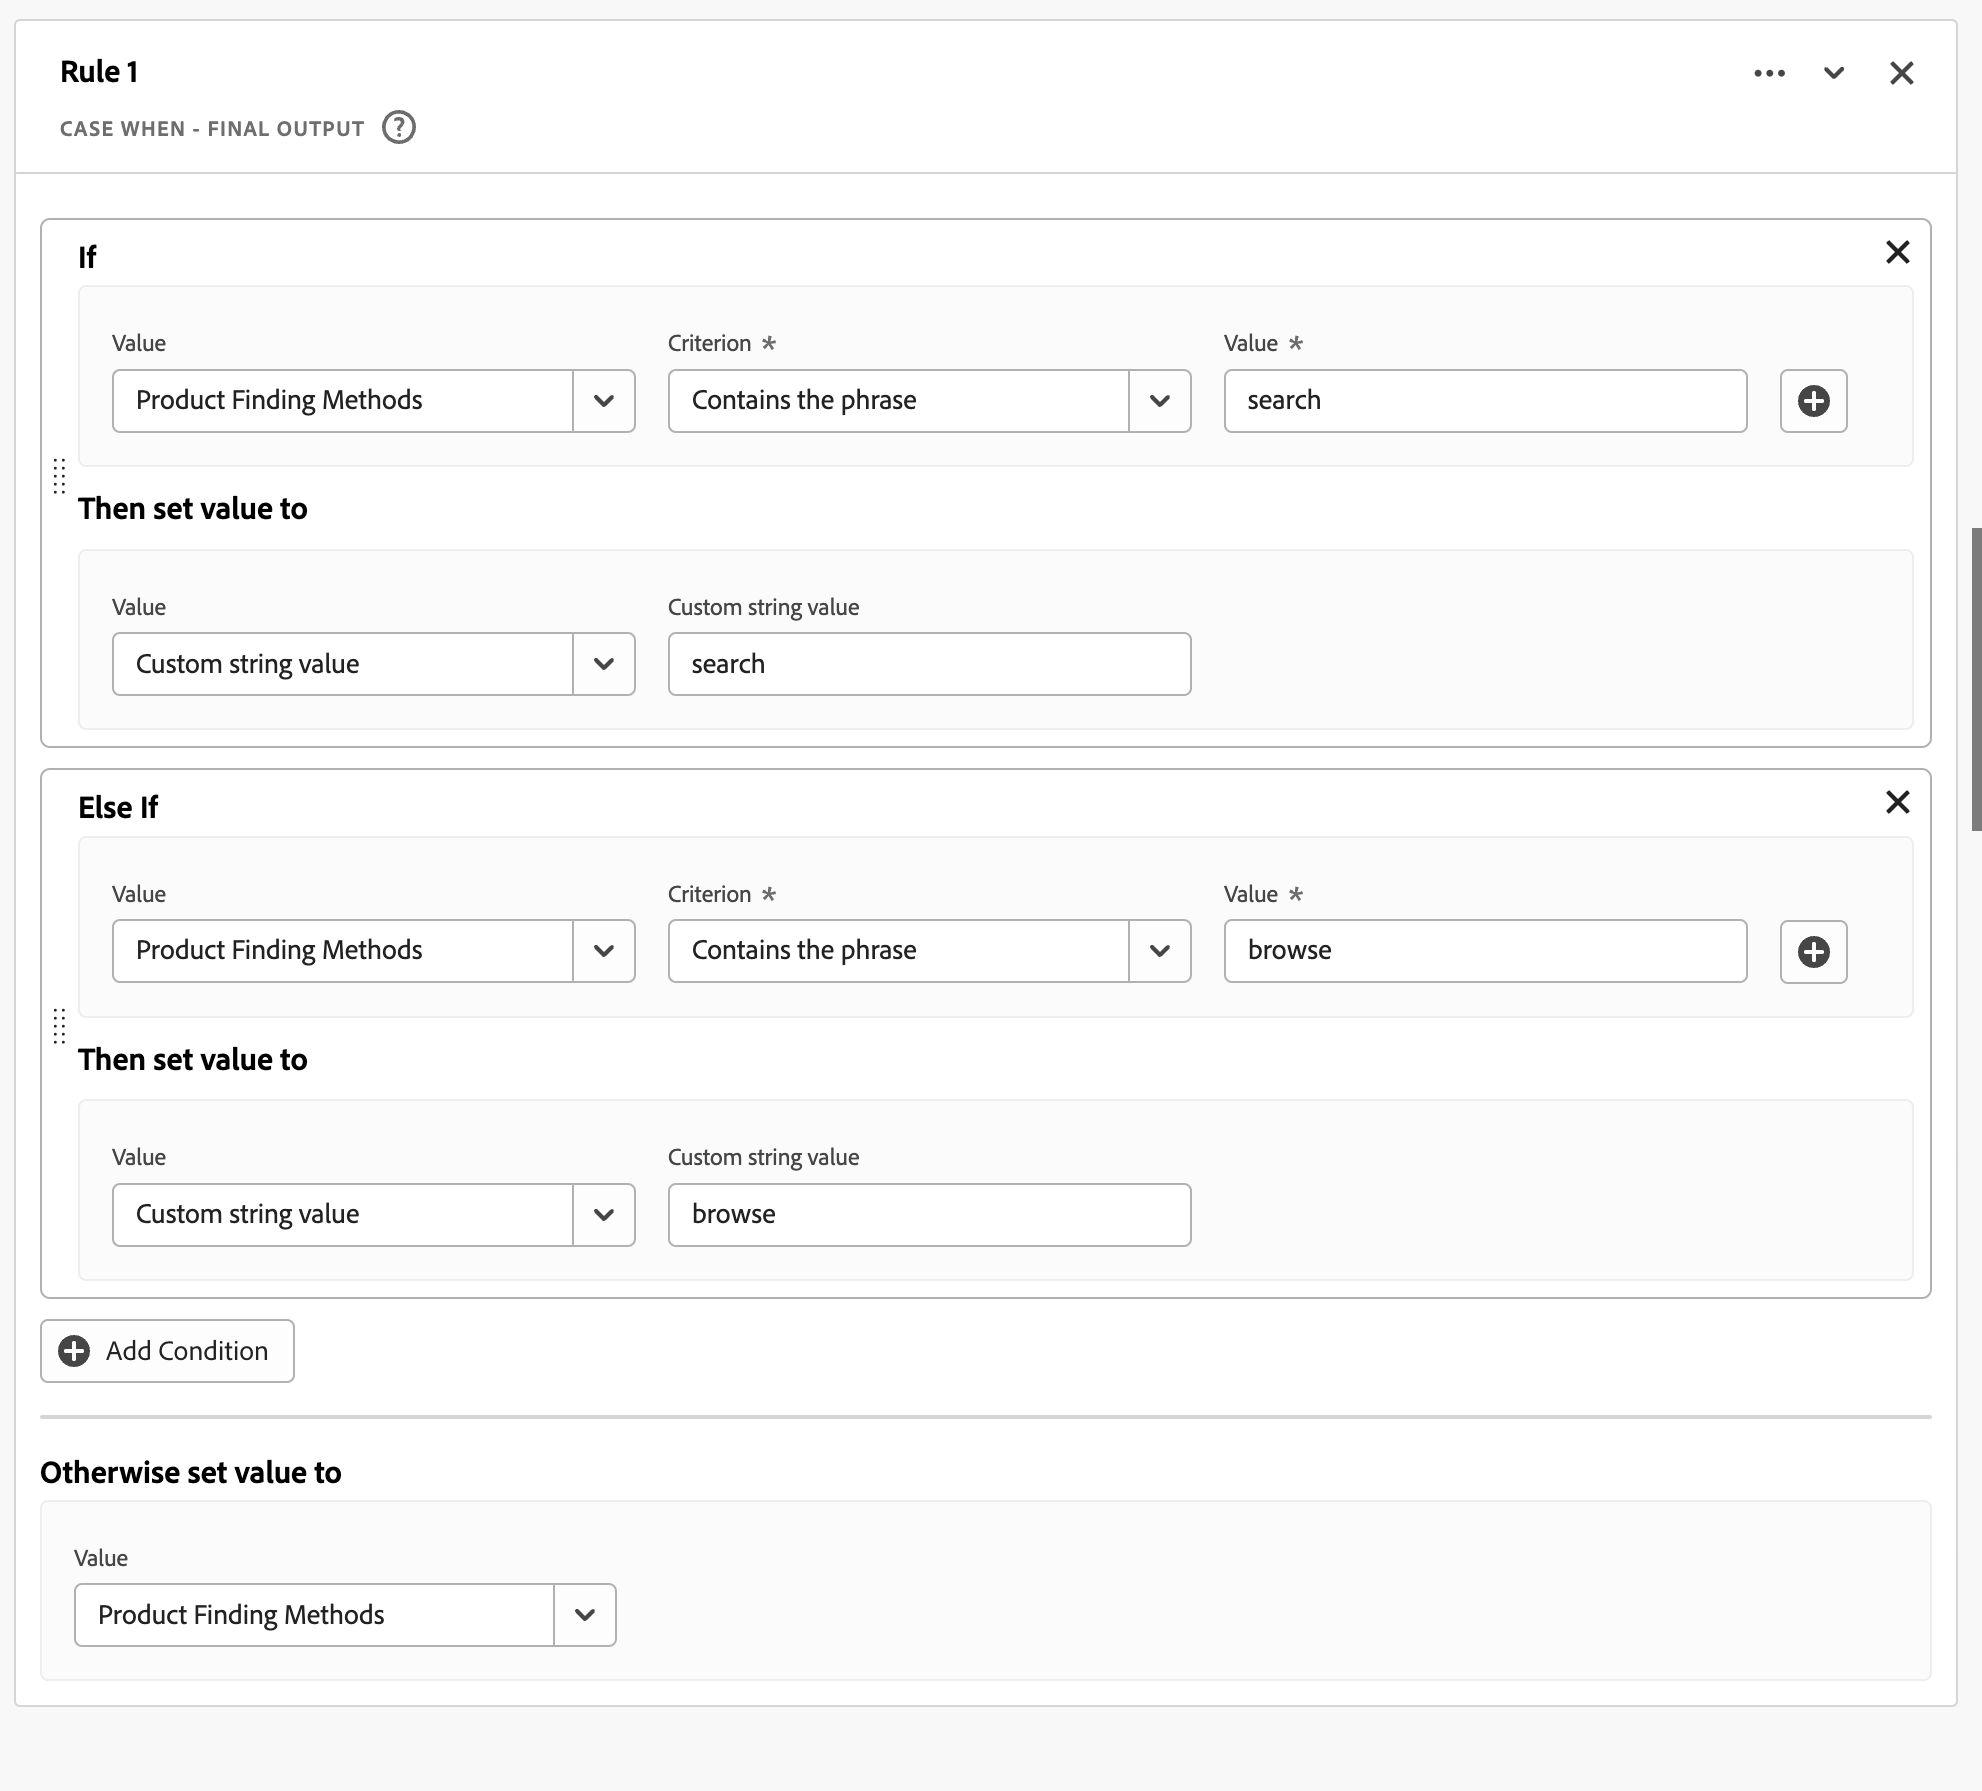 Rule 1
CASE WHEN - FINAL OUTPUT ?
If
Value Criterion * Value *
Product Finding Methods Contains the phrase search
Then set value to
Value Custom string value
Custom string value search
Else If
Value Criterion * Value *
Product Finding Methods Contains the phrase browse
Then set value to
Value Custom string value
Custom string value browse
Add Condition
Otherwise set value to
Value
Product Finding Methods